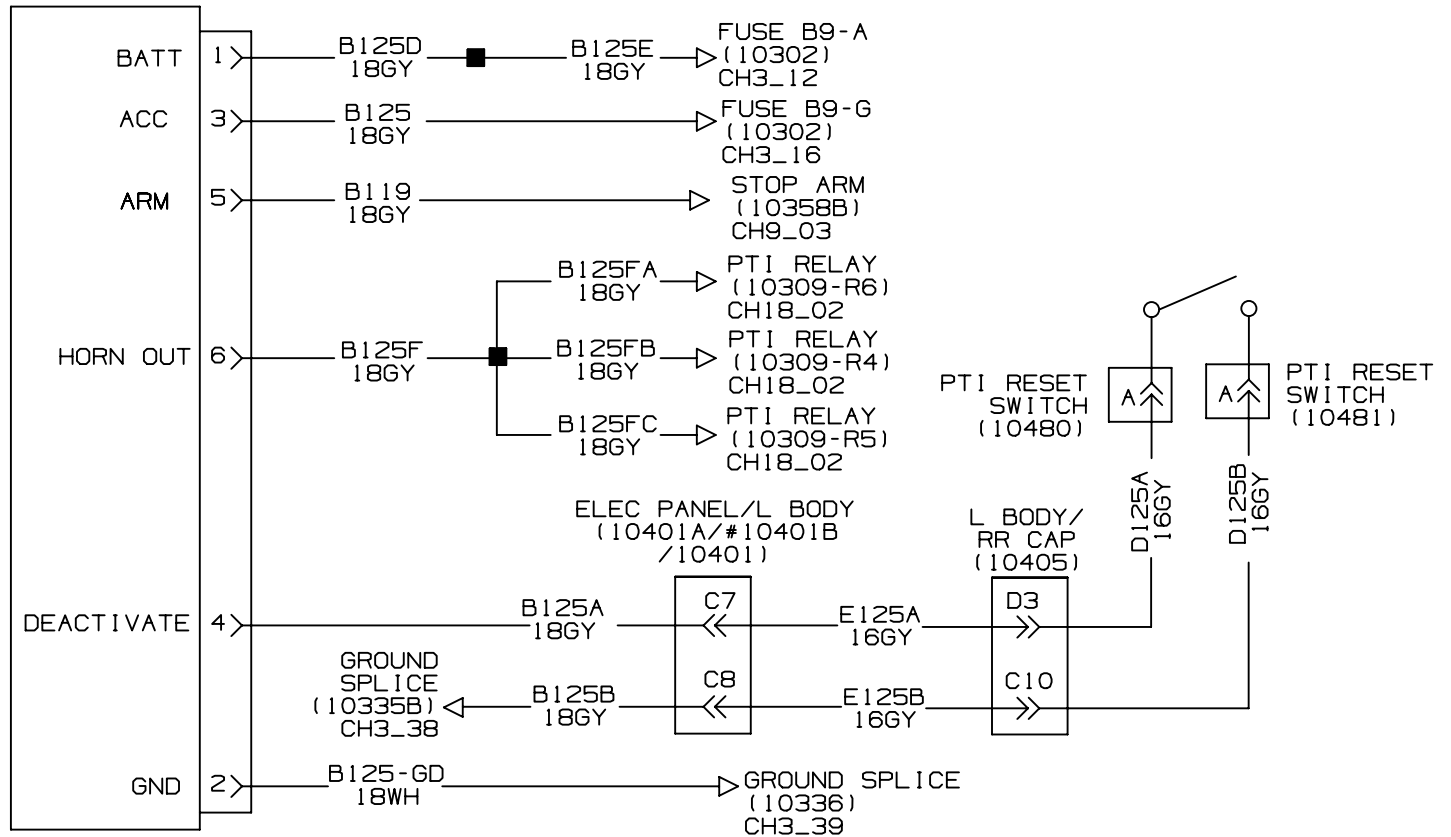 BATT
1
B125D
18GY
B125E
18GY
FUSE B9-A
(10302)
CH3_12
ACC
3
B125
18GY
FUSE B9-G
(10302)
CH3_16
ARM
5
B119
18GY
STOP ARM
(10358B)
CH9_03
B125FA
18GY
PTI RELAY
(10309-R6)
CH18_02
HORN OUT
6
B125F
18GY
B125FB
18GY
PTI RELAY
(10309-R4)
CH18_02
B125FC
18GY
PTI RELAY
(10309-R5)
CH18_02
PTI RESET
SWITCH
(10480)
A
A
PTI RESET
SWITCH
(10481)
D125A
16GY
D125B
16GY
ELEC PANEL/L BODY
(10401A/#10401B
/10401)
L BODY/
RR CAP
(10405)
DEACTIVATE
4
B125A
18GY
C7
E125A
16GY
D3
GROUND
SPLICE
(10335B)
CH3_38
B125B
18GY
C8
E125B
16GY
C10
GND
2
B125-GD
18WH
GROUND SPLICE
(10336)
CH3_39